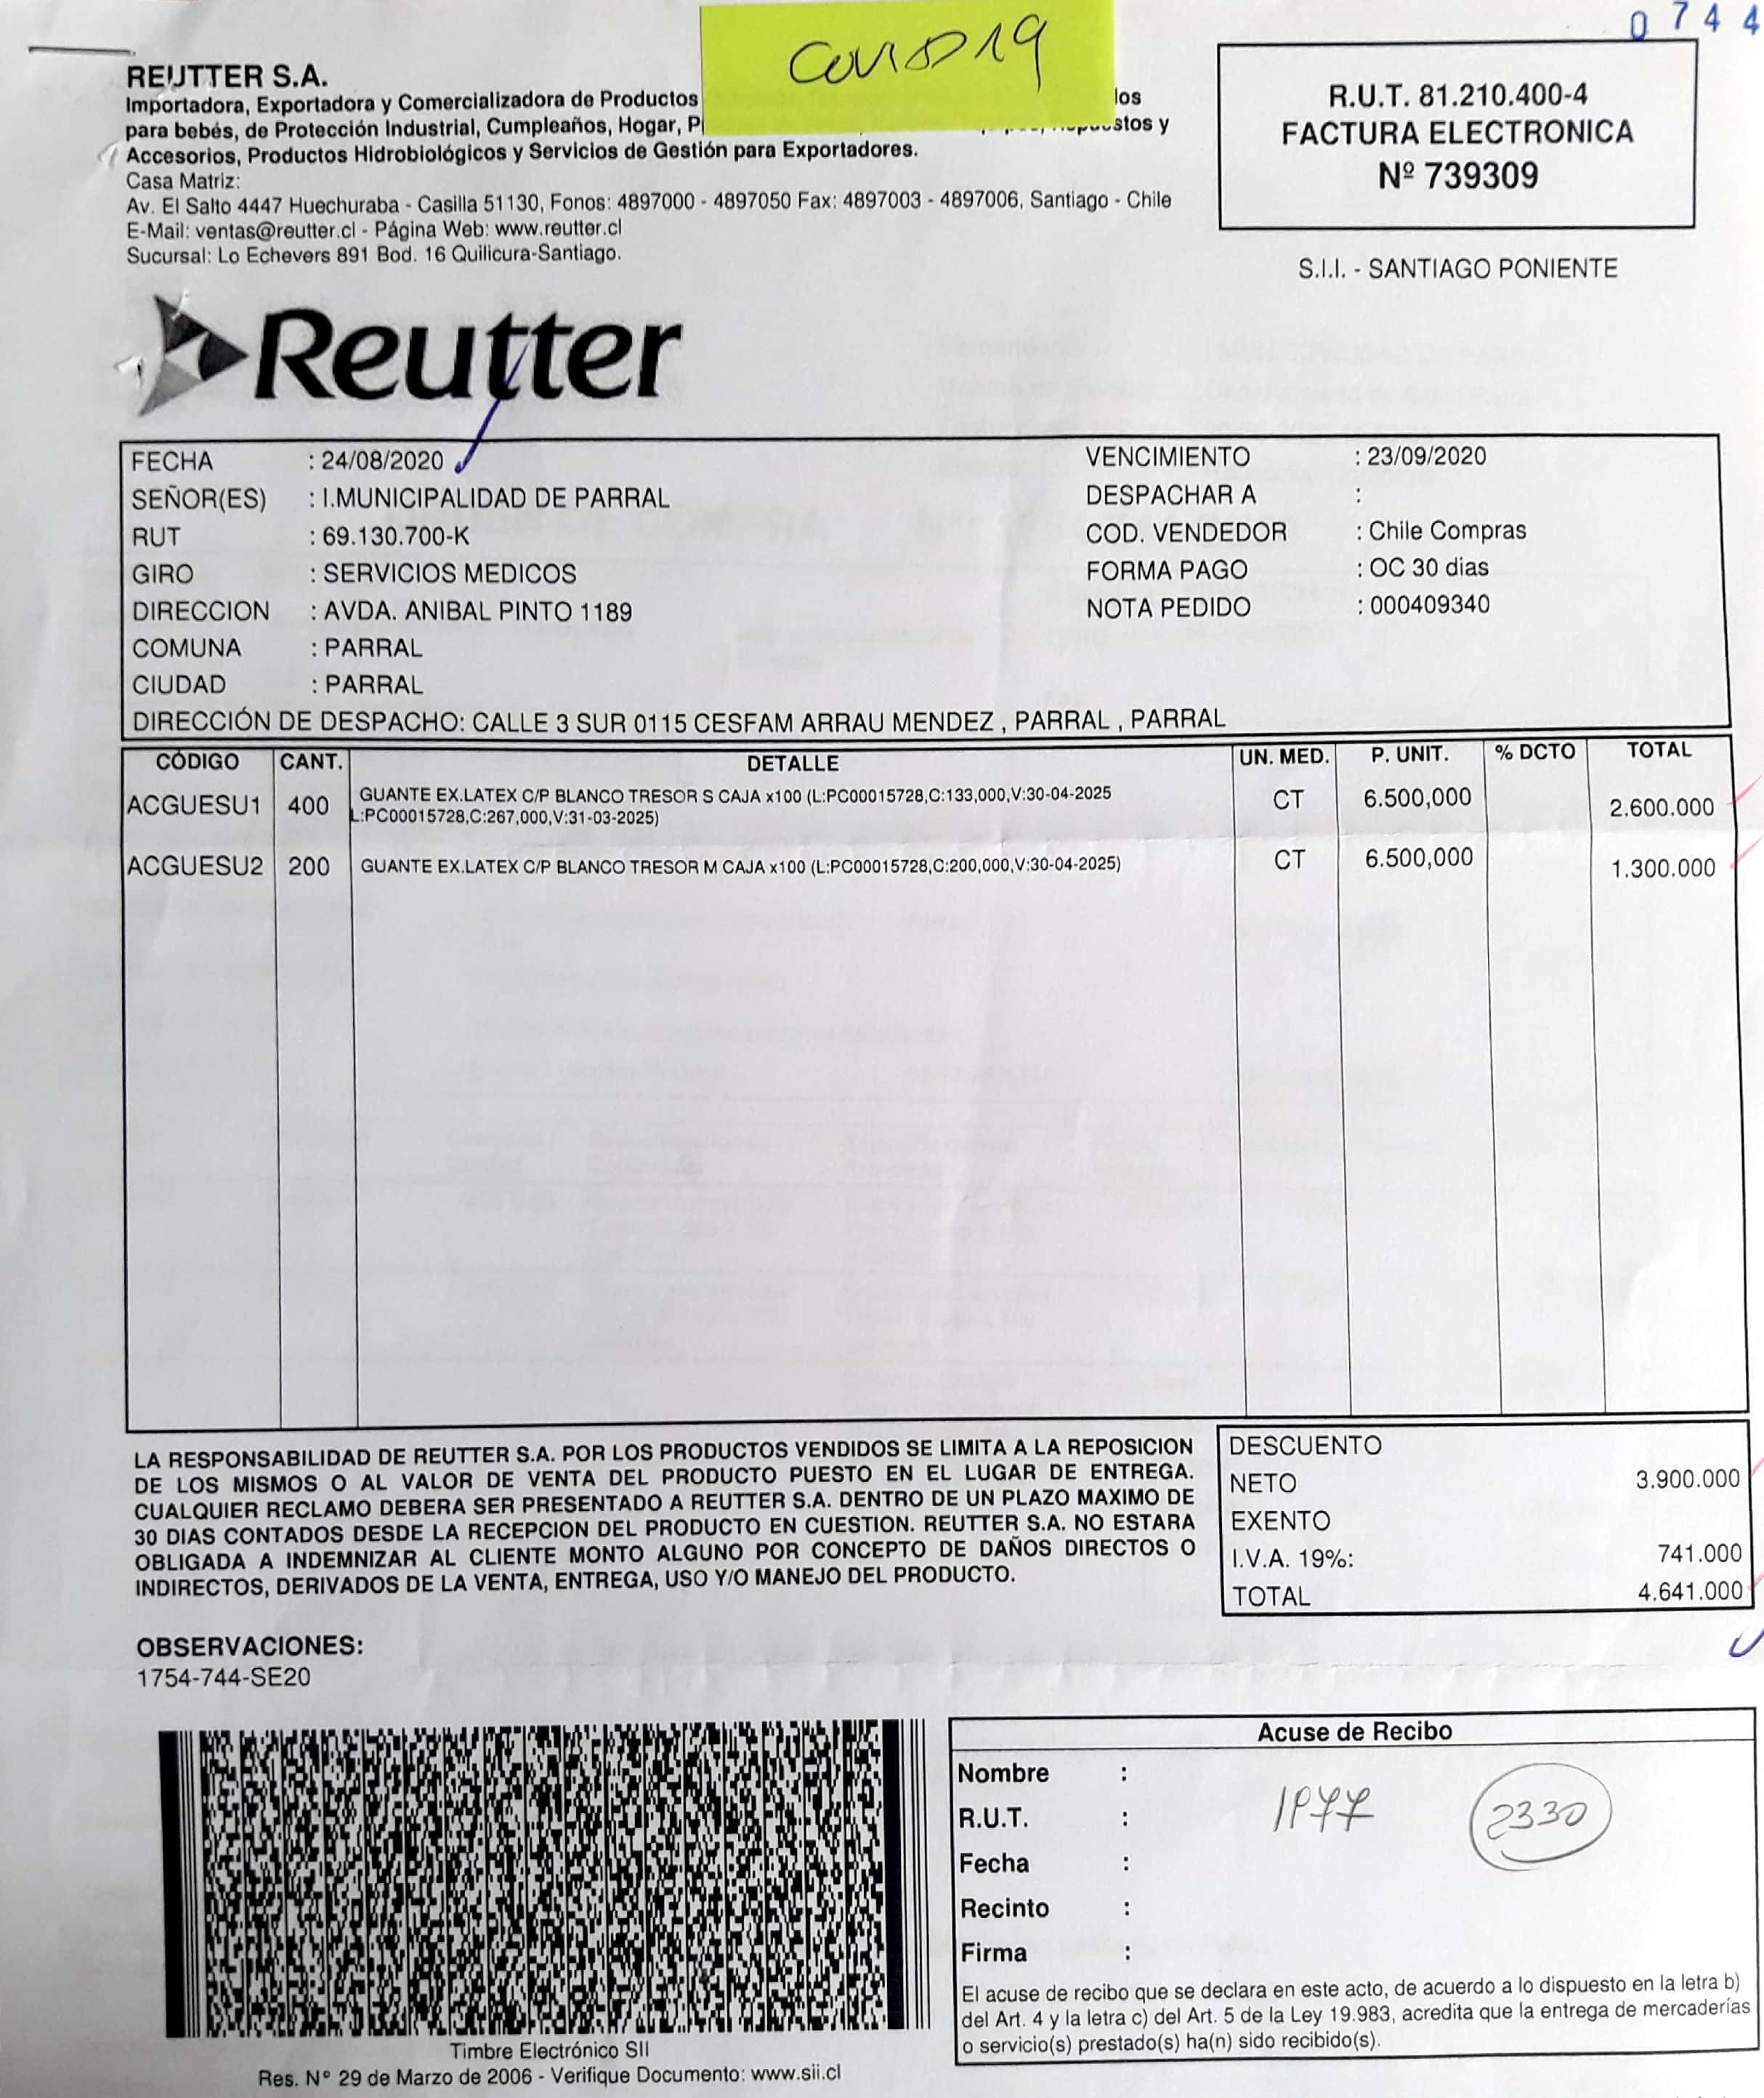 0 7 4 4
COVID19
REUTTER S.A.
Importadora, Exportadora y Comercializadora de Productos los
para bebés, de Protección Industrial, Cumpleaños, Hogar, stos y
Accesorios, Productos Hidrobiológicos y Servicios de Gestión para Exportadores.
Casa Matriz:
Av. El Salto 4447 Huechuraba - Casilla 51130, Fonos: 4897000 - 4897050 Fax: 4897003 - 4897006, Santiago - Chile
E-Mail: ventas@reutter.cl - Página Web: www.reutter.cl
Sucursal: Lo Echevers 891 Bod. 16 Quilicura-Santiago.
R.U.T. 81.210.400-4
FACTURA ELECTRONICA
Nº 739309
S.I.I. - SANTIAGO PONIENTE
Reutter
FECHA : 24/08/2020 VENCIMIENTO : 23/09/2020
SEÑOR(ES) : I.MUNICIPALIDAD DE PARRAL DESPACHAR A :
RUT : 69.130.700-K COD. VENDEDOR : Chile Compras
GIRO : SERVICIOS MEDICOS FORMA PAGO : OC 30 dias
DIRECCION : AVDA. ANIBAL PINTO 1189 NOTA PEDIDO : 000409340
COMUNA : PARRAL
CIUDAD : PARRAL
DIRECCIÓN DE DESPACHO: CALLE 3 SUR 0115 CESFAM ARRAU MENDEZ , PARRAL , PARRAL
CÓDIGO CANT. DETALLE UN. MED. P. UNIT. % DCTO TOTAL
ACGUESU1 400 GUANTE EX.LATEX C/P BLANCO TRESOR S CAJA x100 (L:PC00015728,C:133,000,V:30-04-2025 CT 6.500,000 2.600.000
L:PC00015728,C:267,000,V:31-03-2025)
ACGUESU2 200 GUANTE EX.LATEX C/P BLANCO TRESOR M CAJA x100 (L:PC00015728,C:200,000,V:30-04-2025) CT 6.500,000 1.300.000
LA RESPONSABILIDAD DE REUTTER S.A. POR LOS PRODUCTOS VENDIDOS SE LIMITA A LA REPOSICION
DE LOS MISMOS O AL VALOR DE VENTA DEL PRODUCTO PUESTO EN EL LUGAR DE ENTREGA.
CUALQUIER RECLAMO DEBERA SER PRESENTADO A REUTTER S.A. DENTRO DE UN PLAZO MAXIMO DE
30 DIAS CONTADOS DESDE LA RECEPCION DEL PRODUCTO EN CUESTION. REUTTER S.A. NO ESTARA
OBLIGADA A INDEMNIZAR AL CLIENTE MONTO ALGUNO POR CONCEPTO DE DAÑOS DIRECTOS O
INDIRECTOS, DERIVADOS DE LA VENTA, ENTREGA, USO Y/O MANEJO DEL PRODUCTO.
DESCUENTO
NETO 3.900.000
EXENTO
I.V.A. 19%: 741.000
TOTAL 4.641.000
OBSERVACIONES:
1754-744-SE20
Timbre Electrónico SII
Res. N° 29 de Marzo de 2006 - Verifique Documento: www.sii.cl
Acuse de Recibo
Nombre :
R.U.T. :
2330
Fecha :
Recinto :
Firma :
El acuse de recibo que se declara en este acto, de acuerdo a lo dispuesto en la letra b)
del Art. 4 y la letra c) del Art. 5 de la Ley 19.983, acredita que la entrega de mercaderías
o servicio(s) prestado(s) ha(n) sido recibido(s).